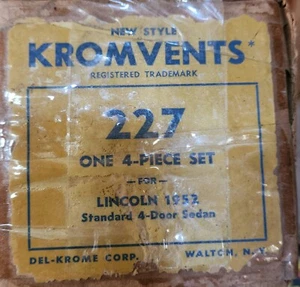 NEW STYLE
KROMVENTS*
REGISTERED TRADEMARK
227
ONE 4-PIECE SET
—FOR—
LINCOLN 1952
Standard 4-Door Sedan
DEL-KROME CORP. WALTON, N.Y.